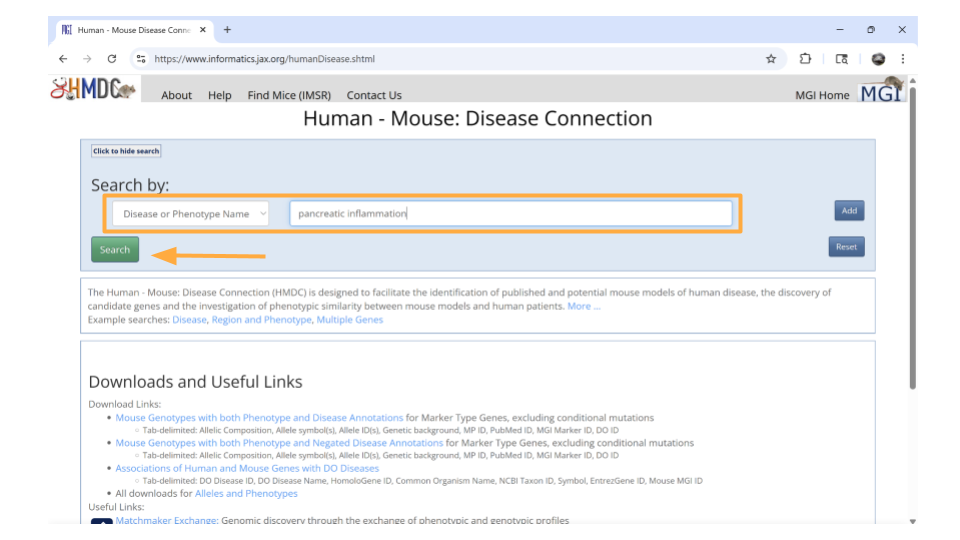 Human - Mouse Disease Conne
https://www.informatics.jax.org/humanDisease.shtml
HMDC About Help Find Mice (IMSR) Contact Us MGI Home MGI
Human - Mouse: Disease Connection
Click to hide search
Search by:
Disease or Phenotype Name pancreatic inflammation Add
Search Reset
The Human - Mouse: Disease Connection (HMDC) is designed to facilitate the identification of published and potential mouse models of human disease, the discovery of
candidate genes and the investigation of phenotypic similarity between mouse models and human patients. More ...
Example searches: Disease, Region and Phenotype, Multiple Genes
Downloads and Useful Links
Download Links:
Mouse Genotypes with both Phenotype and Disease Annotations for Marker Type Genes, excluding conditional mutations
Tab-delimited: Allelic Composition, Allele symbol(s), Allele ID(s), Genetic background, MP ID, PubMed ID, MGI Marker ID, DO ID
Mouse Genotypes with both Phenotype and Negated Disease Annotations for Marker Type Genes, excluding conditional mutations
Tab-delimited: Allelic Composition, Allele symbol(s), Allele ID(s), Genetic background, MP ID, PubMed ID, MGI Marker ID, DO ID
Associations of Human and Mouse Genes with DO Diseases
Tab-delimited: DO Disease ID, DO Disease Name, HomoloGene ID, Common Organism Name, NCBI Taxon ID, Symbol, EntrezGene ID, Mouse MGI ID
All downloads for Alleles and Phenotypes
Useful Links:
Matchmaker Exchange: Genomic discovery through the exchange of phenotypic and genotypic profiles